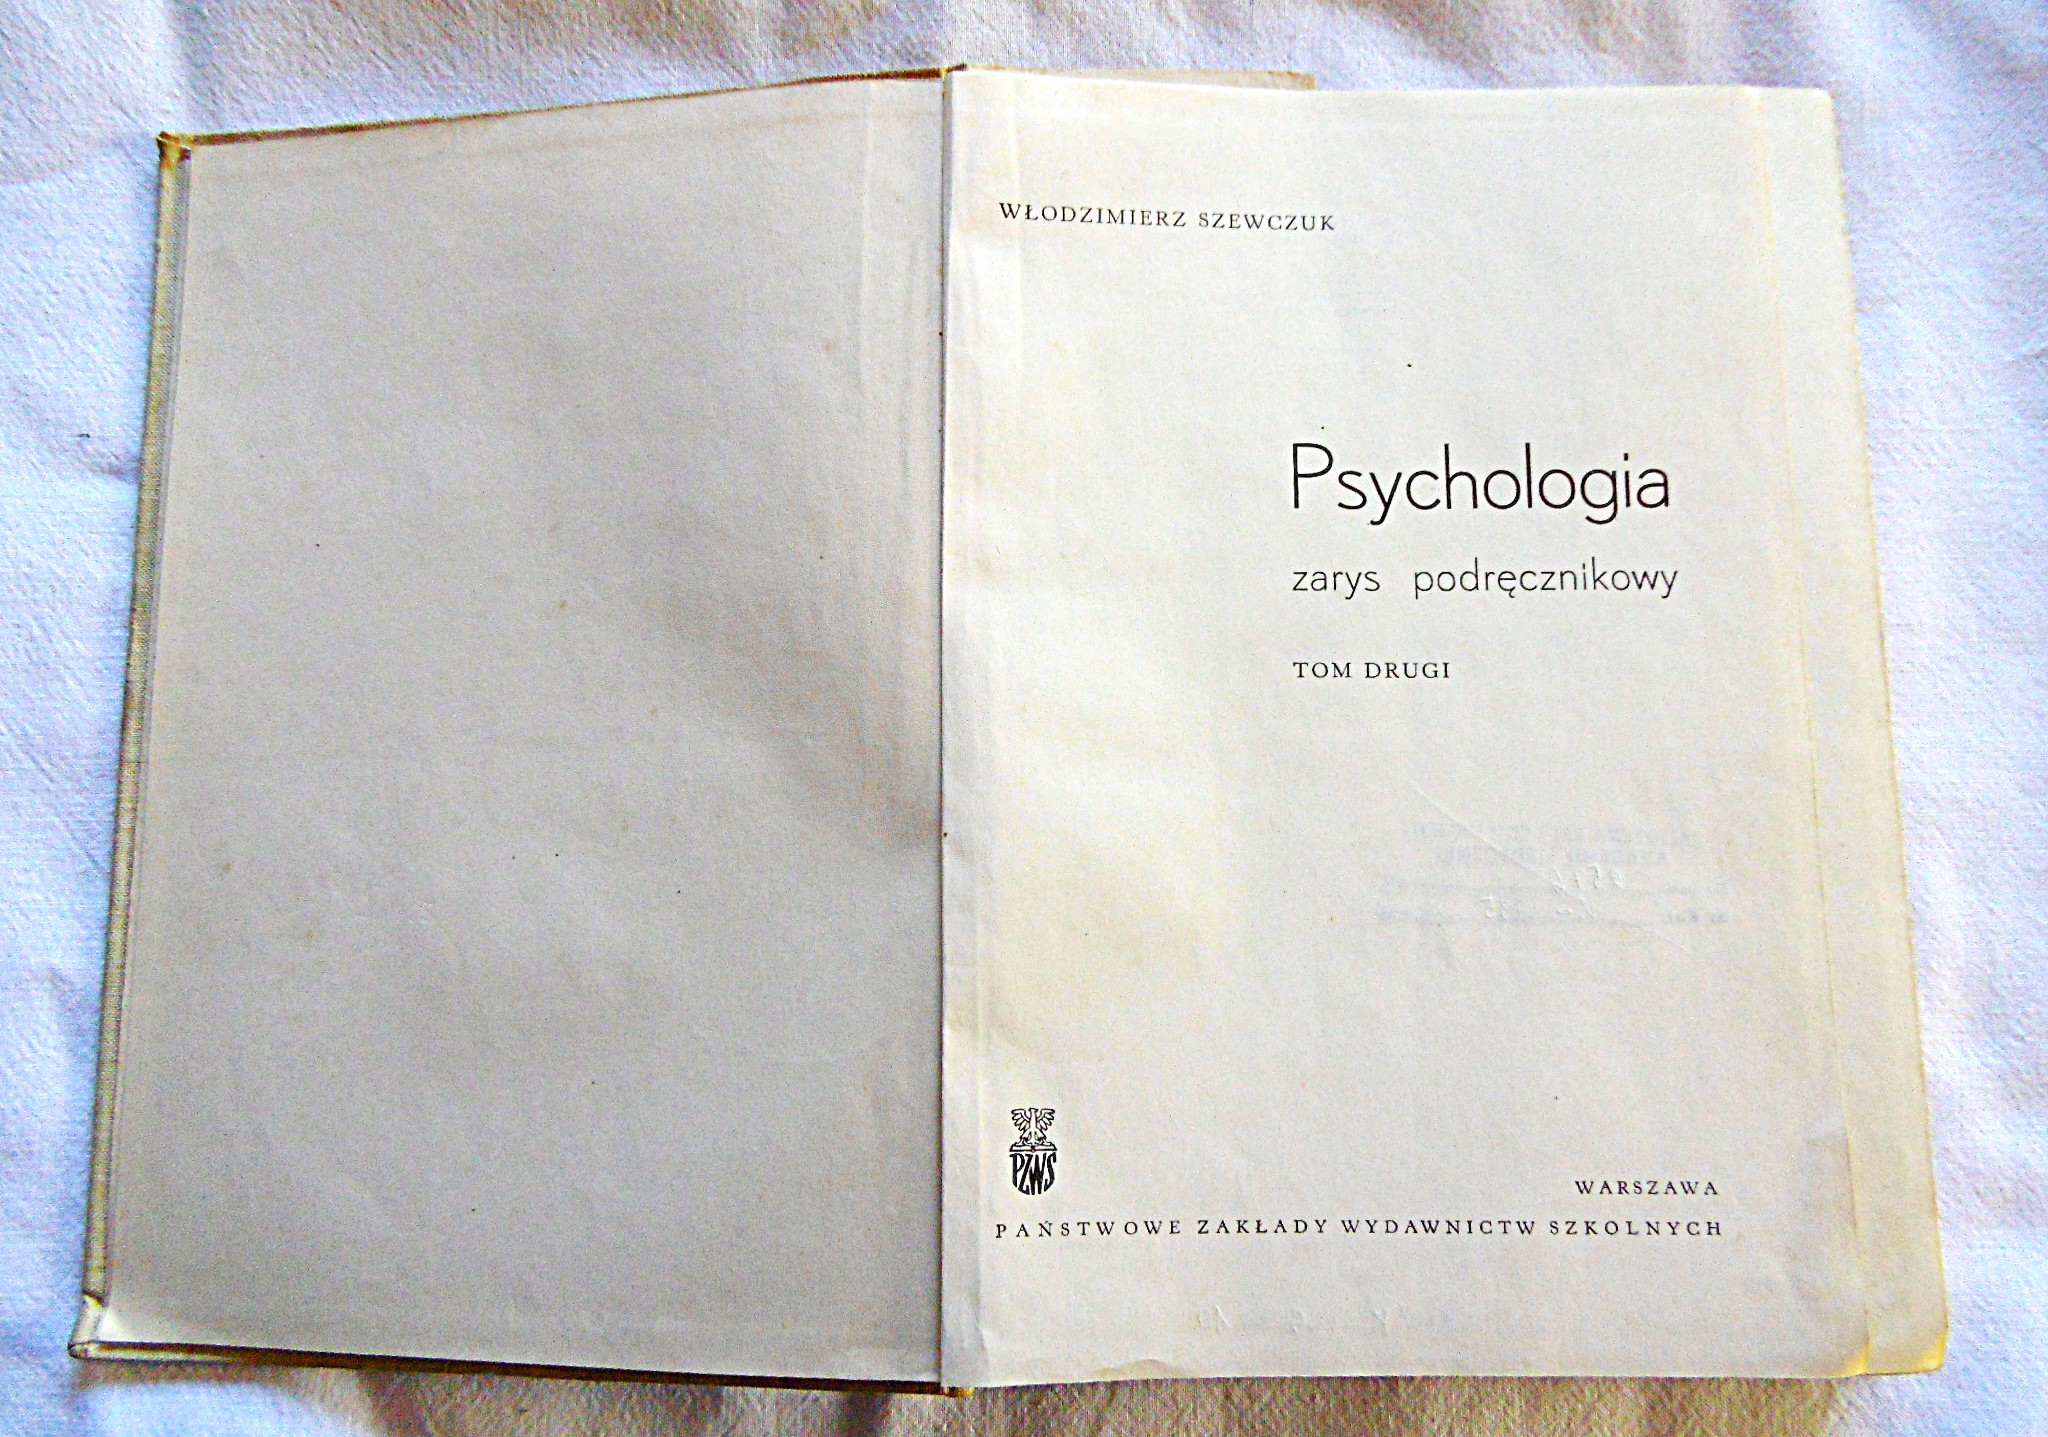 WŁODZIMIERZ SZEWCZUK
Psychologia
zarys podręcznikowy
TOM DRUGI
PZWS
WARSZAWA
PAŃSTWOWE ZAKŁADY WYDAWNICTW SZKOLNYCH